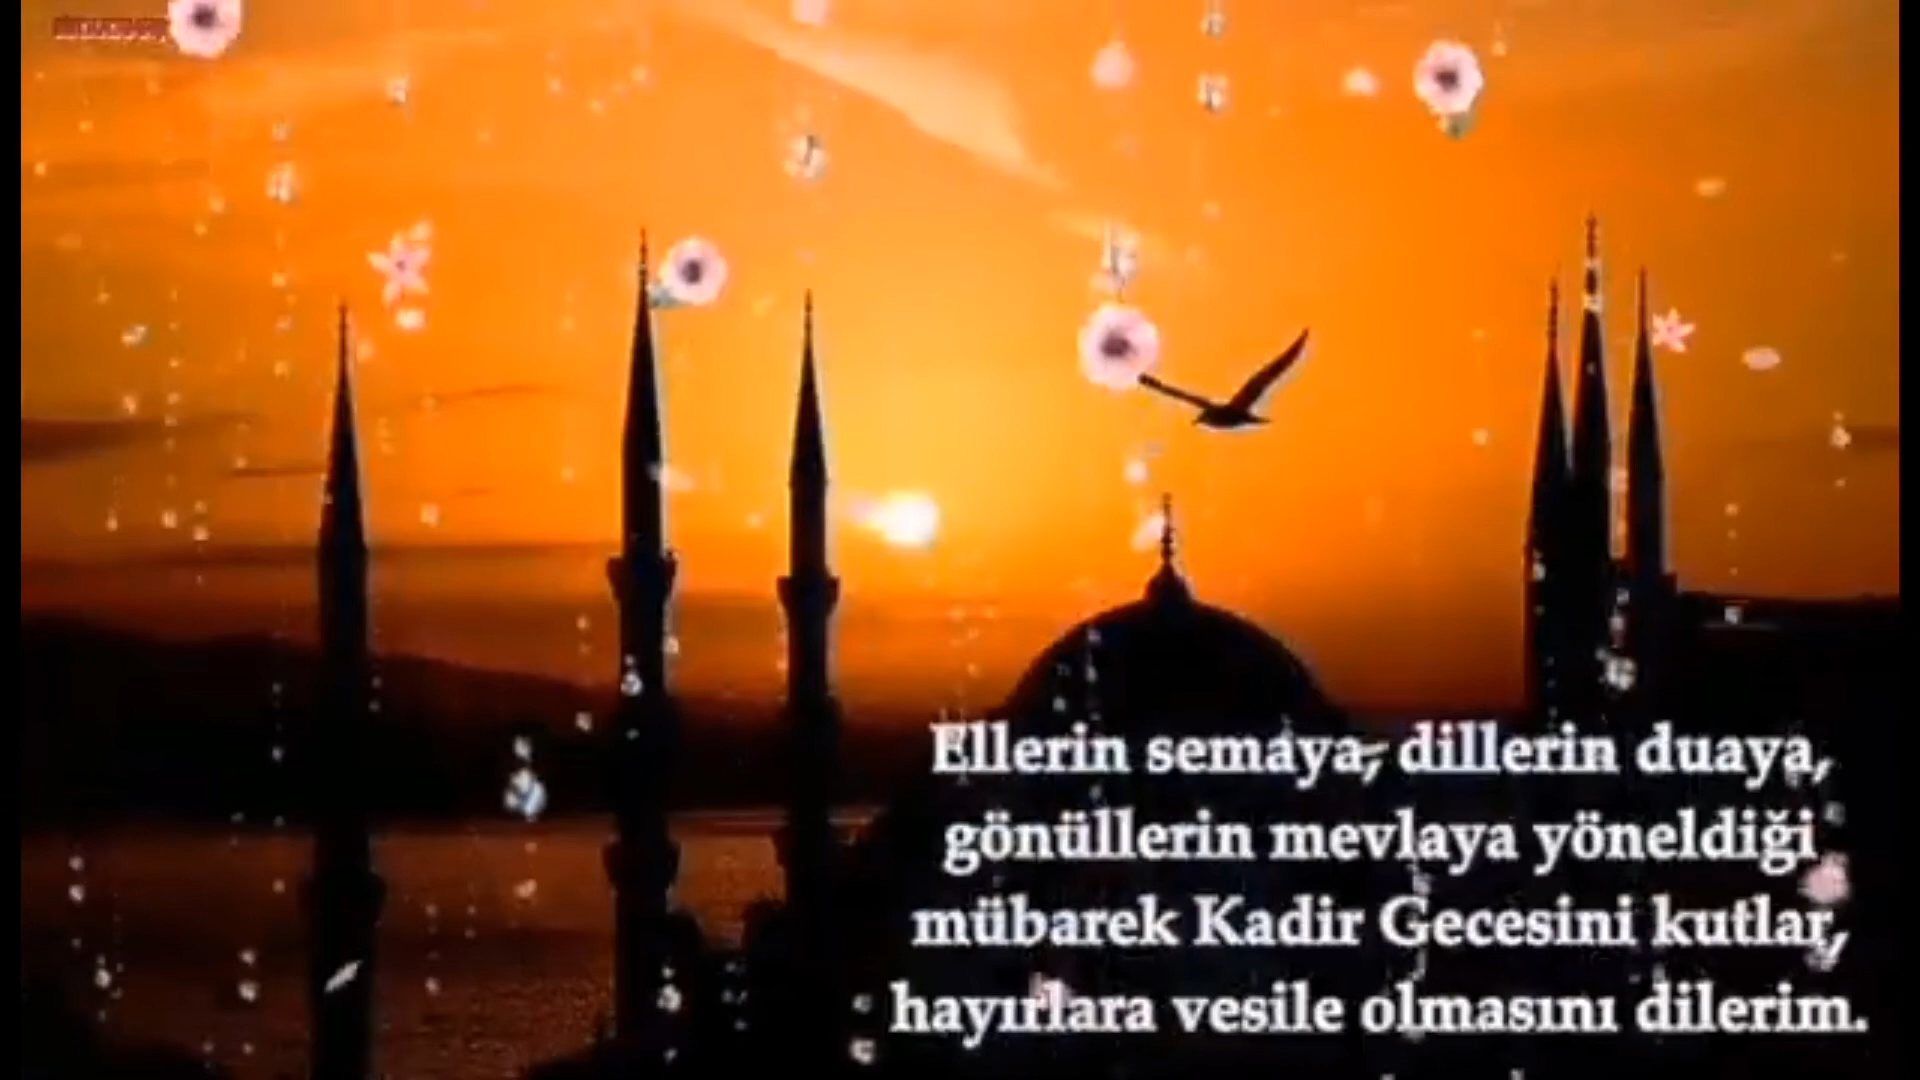 Ellerin semaya, dillerin duaya,
gönüllerin mevlaya yöneldiği
mübarek Kadir Gecesini kutlar,
hayırlara vesile olmasını dilerim.